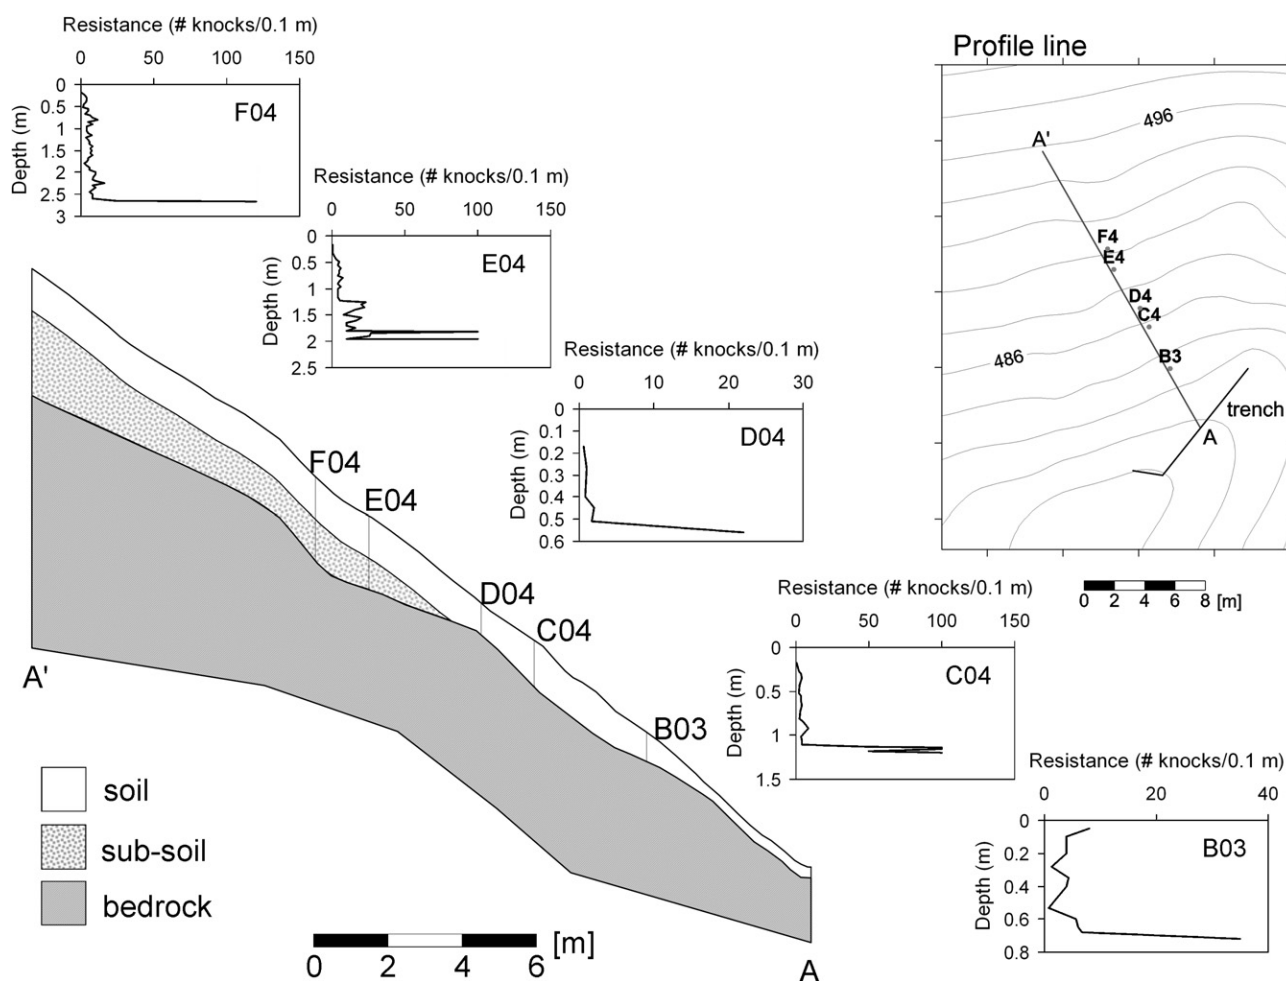 Resistance (# knocks/0.1 m)
0 50 100 150
0
0.5
1
1.5
2
2.5
3
Depth (m)
F04
Resistance (# knocks/0.1 m)
0 50 100 150
0
0.5
1
1.5
2
2.5
Depth (m)
E04
Resistance (# knocks/0.1 m)
0 10 20 30
0
0.1
0.2
0.3
0.4
0.5
0.6
Depth (m)
D04
Resistance (# knocks/0.1 m)
0 50 100 150
0
0.5
1
1.5
Depth (m)
C04
Resistance (# knocks/0.1 m)
0 20 40
0
0.2
0.4
0.6
0.8
Depth (m)
B03
Profile line
496
A'
F4
E4
D4
C4
486
B3
trench
A
0 2 4 6 8 [m]
F04
E04
D04
C04
B03
A'
A
soil
sub-soil
bedrock
[m]
0 2 4 6